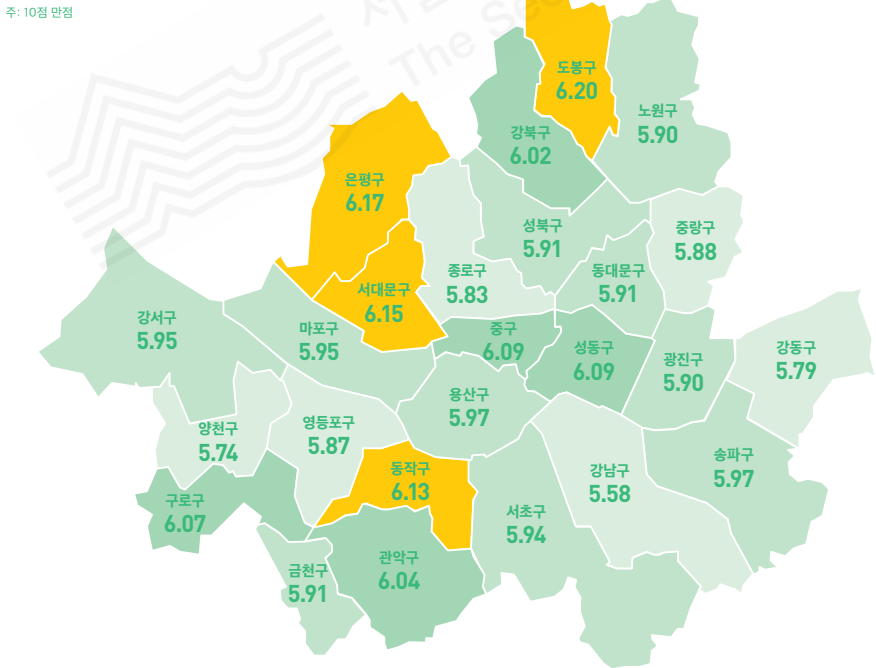 주: 10점 만점
서울
The Se
도봉구
6.20
노원구
5.90
강북구
6.02
은평구
6.17
성북구
5.91
중랑구
5.88
종로구
5.83
동대문구
5.91
서대문구
6.15
강서구
5.95
마포구
5.95
중구
6.09
성동구
6.09
광진구
5.90
강동구
5.79
용산구
5.97
양천구
5.74
영등포구
5.87
동작구
6.13
강남구
5.58
송파구
5.97
구로구
6.07
서초구
5.94
관악구
6.04
금천구
5.91